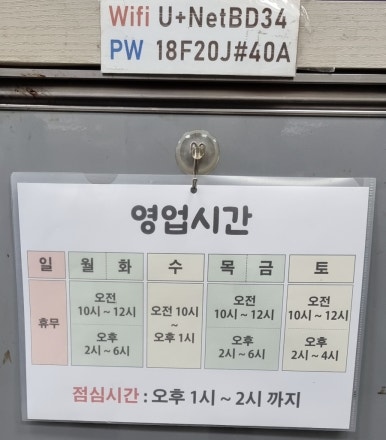 Wifi U+NetBD34
PW 18F20J#40A
영업시간
일 월 화 수 목 금 토
휴무
오전
10시 ~ 12시
오후
2시 ~ 6시
오전 10시
~
오후 1시
오전
10시 ~ 12시
오후
2시 ~ 6시
오전
10시 ~ 12시
오후
2시 ~ 4시
점심시간 : 오후 1시 ~ 2시 까지